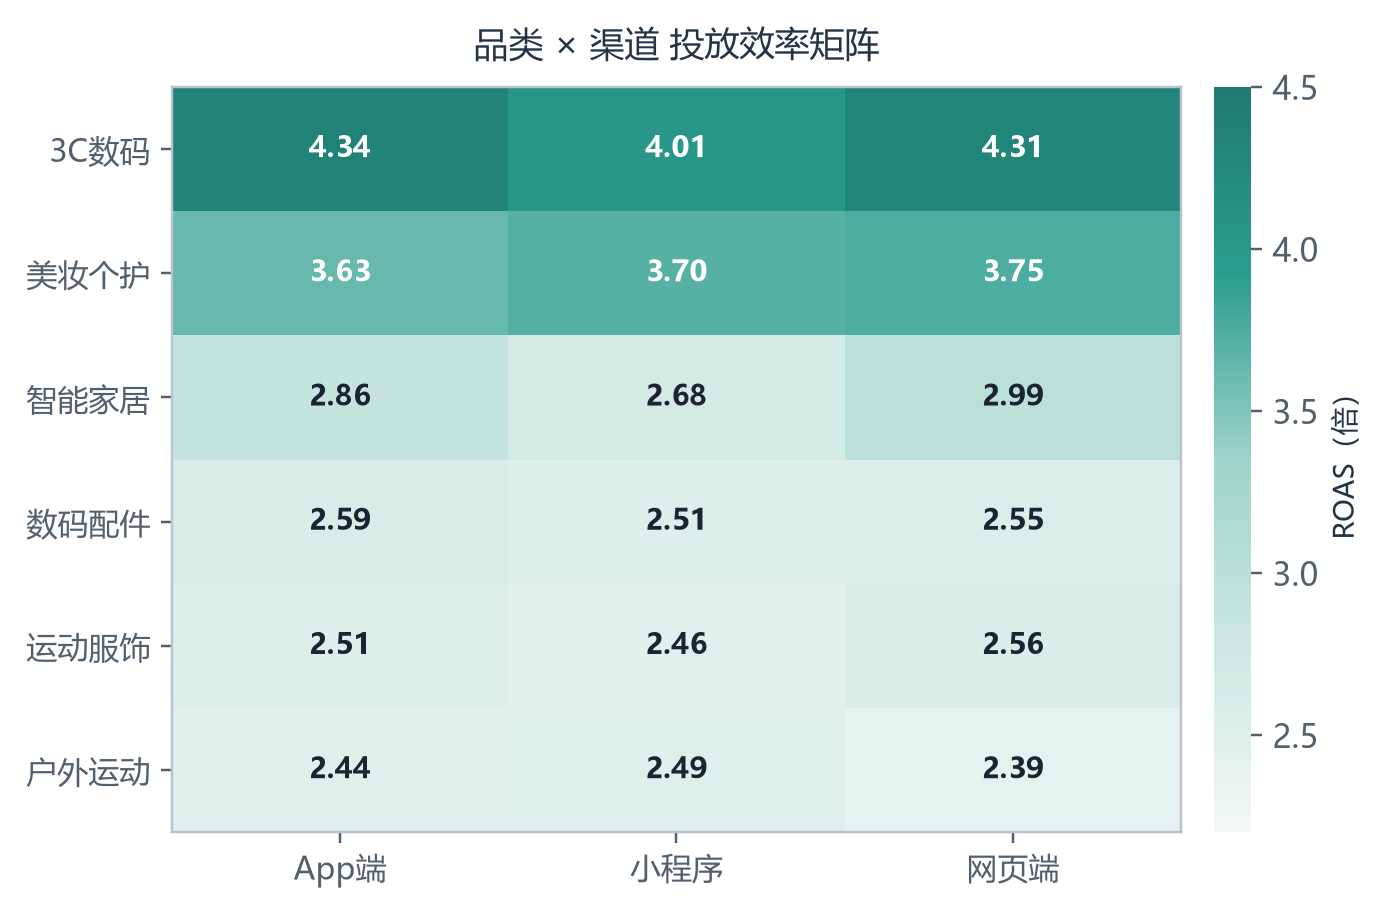 品类 × 渠道 投放效率矩阵
3C数码 4.34 4.01 4.31
美妆个护 3.63 3.70 3.75
智能家居 2.86 2.68 2.99
数码配件 2.59 2.51 2.55
运动服饰 2.51 2.46 2.56
户外运动 2.44 2.49 2.39
App端 小程序 网页端
4.5
4.0
3.5
3.0
2.5
ROAS（倍）